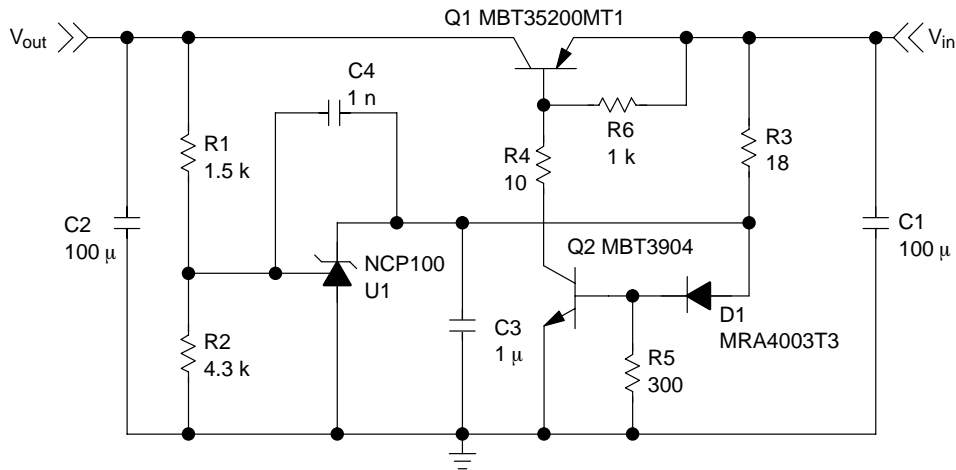 Q1 MBT35200MT1
Vout
Vin
C4
1 n
R6
1 k
R1
1.5 k
R4
10
R3
18
C2
100 μ
Q2 MBT3904
C1
100 μ
NCP100
U1
D1
MRA4003T3
R2
4.3 k
C3
1 μ
R5
300